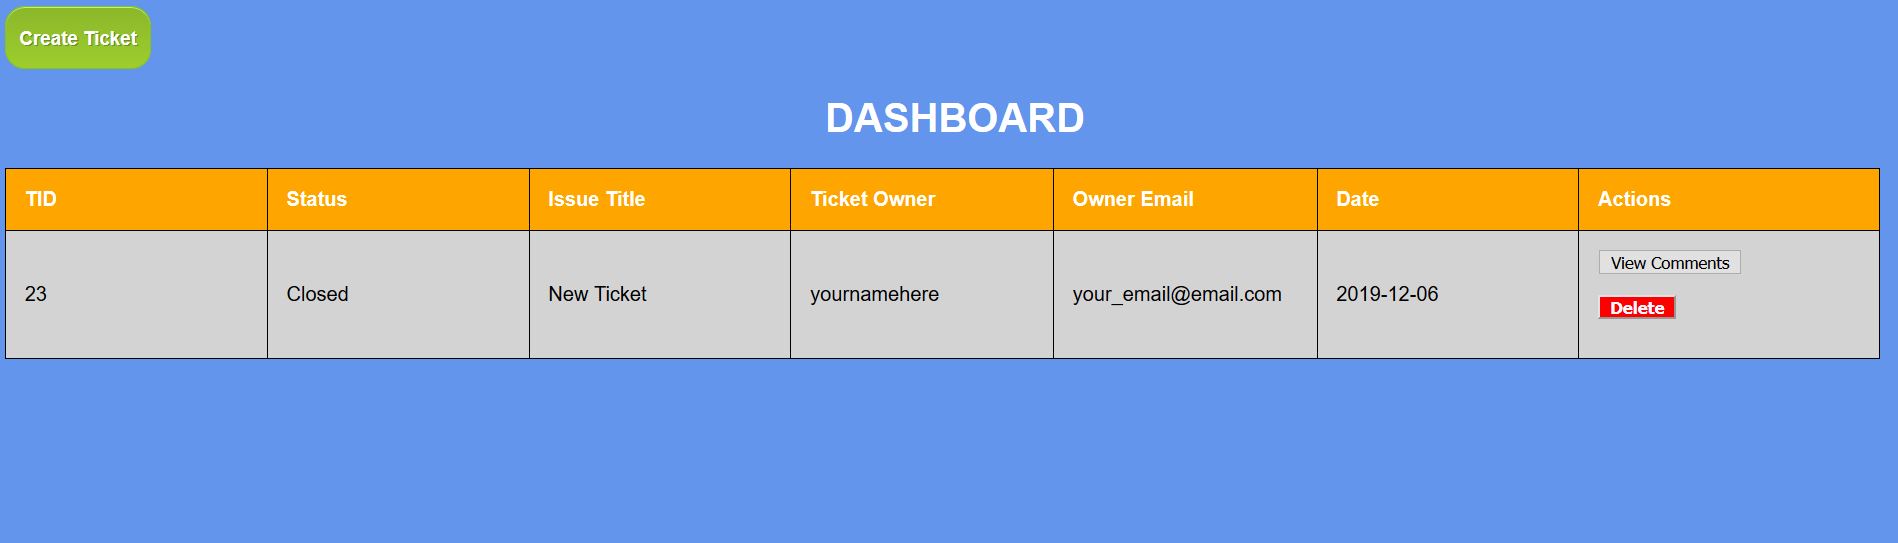 Create Ticket
DASHBOARD
TID Status Issue Title Ticket Owner Owner Email Date Actions
View Comments
23 Closed New Ticket yournamehere your_email@email.com 2019-12-06
Delete